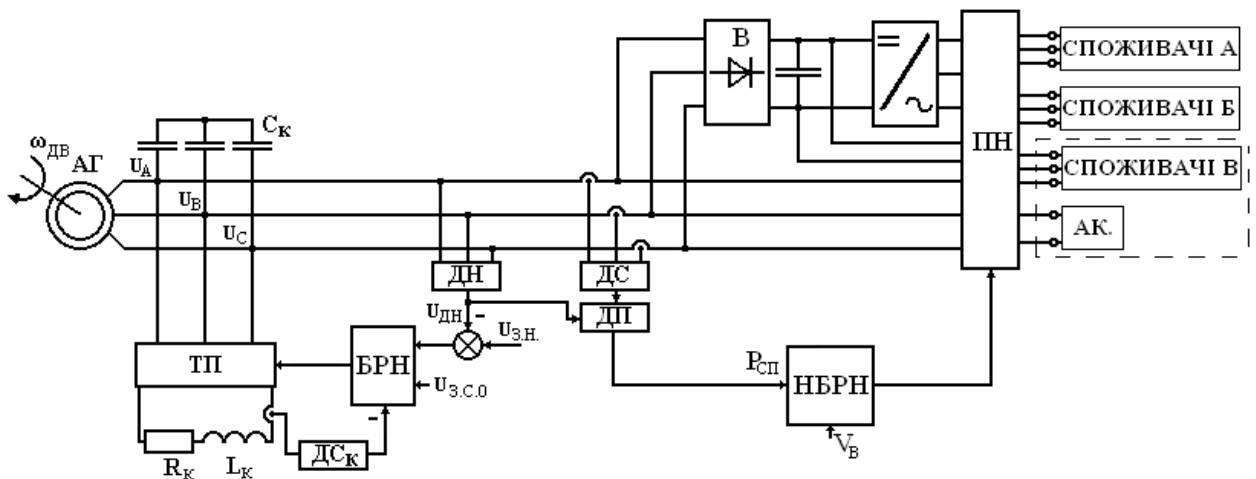 ω_ДВ
АГ
C_К
U_A
U_B
U_C
В
ПН
СПОЖИВАЧІ А
СПОЖИВАЧІ Б
СПОЖИВАЧІ В
АК.
ДН
ДС
ДП
U_ДН
-
U_З.Н.
ТП
БРН
U_З.С.0
-
ДС_К
R_К
L_К
P_СП
НБРН
V_В